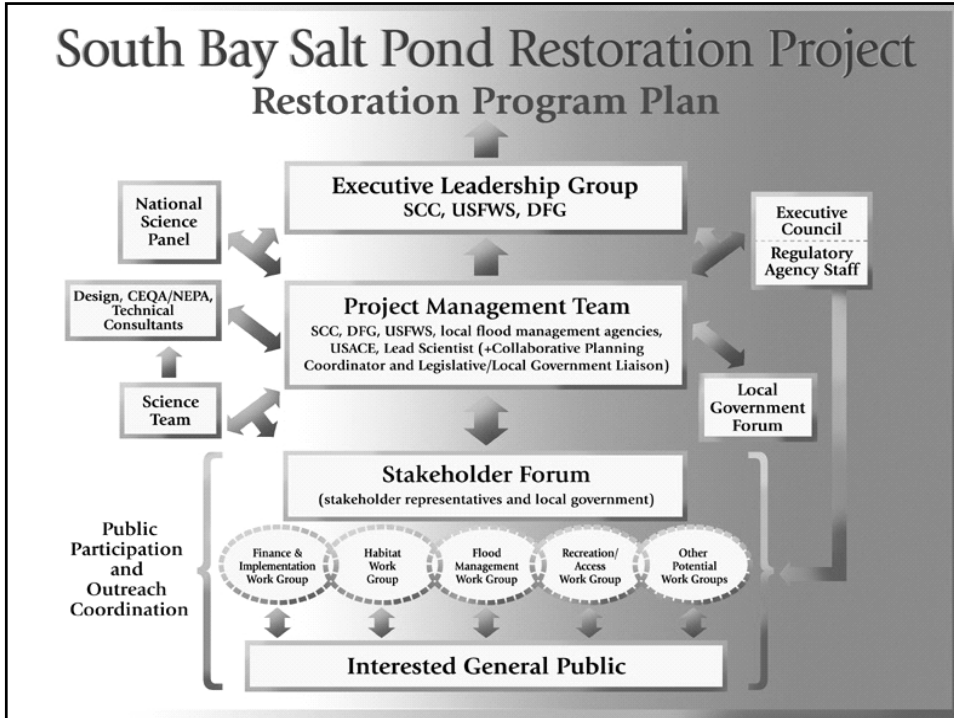 South Bay Salt Pond Restoration Project
Restoration Program Plan
Executive Leadership Group
SCC, USFWS, DFG
National
Science
Panel
Executive
Council
Regulatory
Agency Staff
Design, CEQA/NEPA,
Technical
Consultants
Project Management Team
SCC, DFG, USFWS, local flood management agencies,
USACE, Lead Scientist (+Collaborative Planning
Coordinator and Legislative/Local Government Liaison)
Science
Team
Local
Government
Forum
Stakeholder Forum
(stakeholder representatives and local government)
Public
Participation
and
Outreach
Coordination
Finance &
Implementation
Work Group
Habitat
Work
Group
Flood
Management
Work Group
Recreation/
Access
Work Group
Other
Potential
Work Groups
Interested General Public